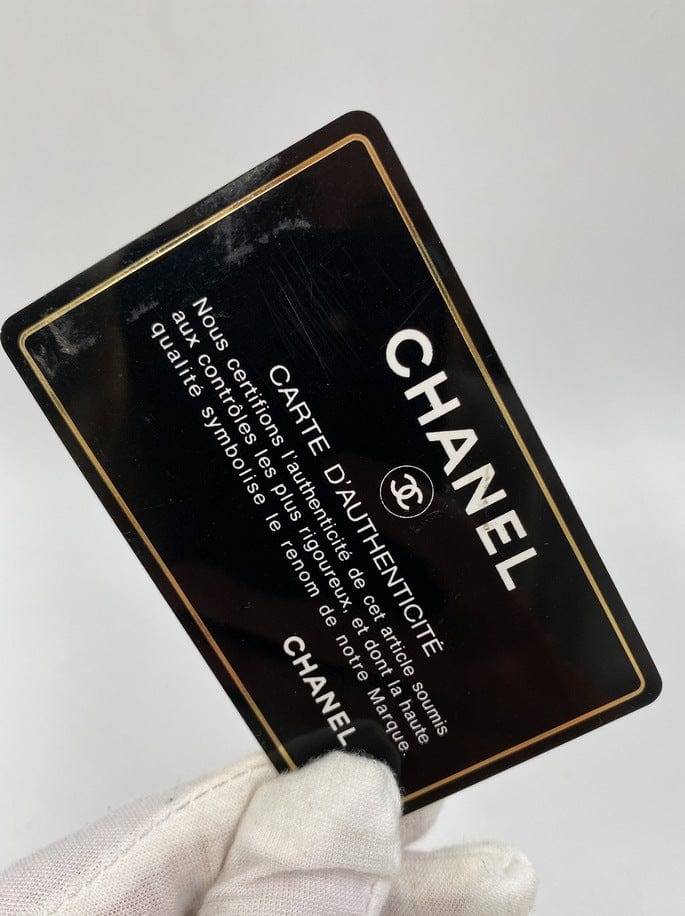 CHANEL
CARTE D'AUTHENTICITÉ
Nous certifions l'authenticité de cet article soumis
aux contrôles les plus rigoureux, et dont la haute
qualité symbolise le renom de notre Marque.
CHANEL